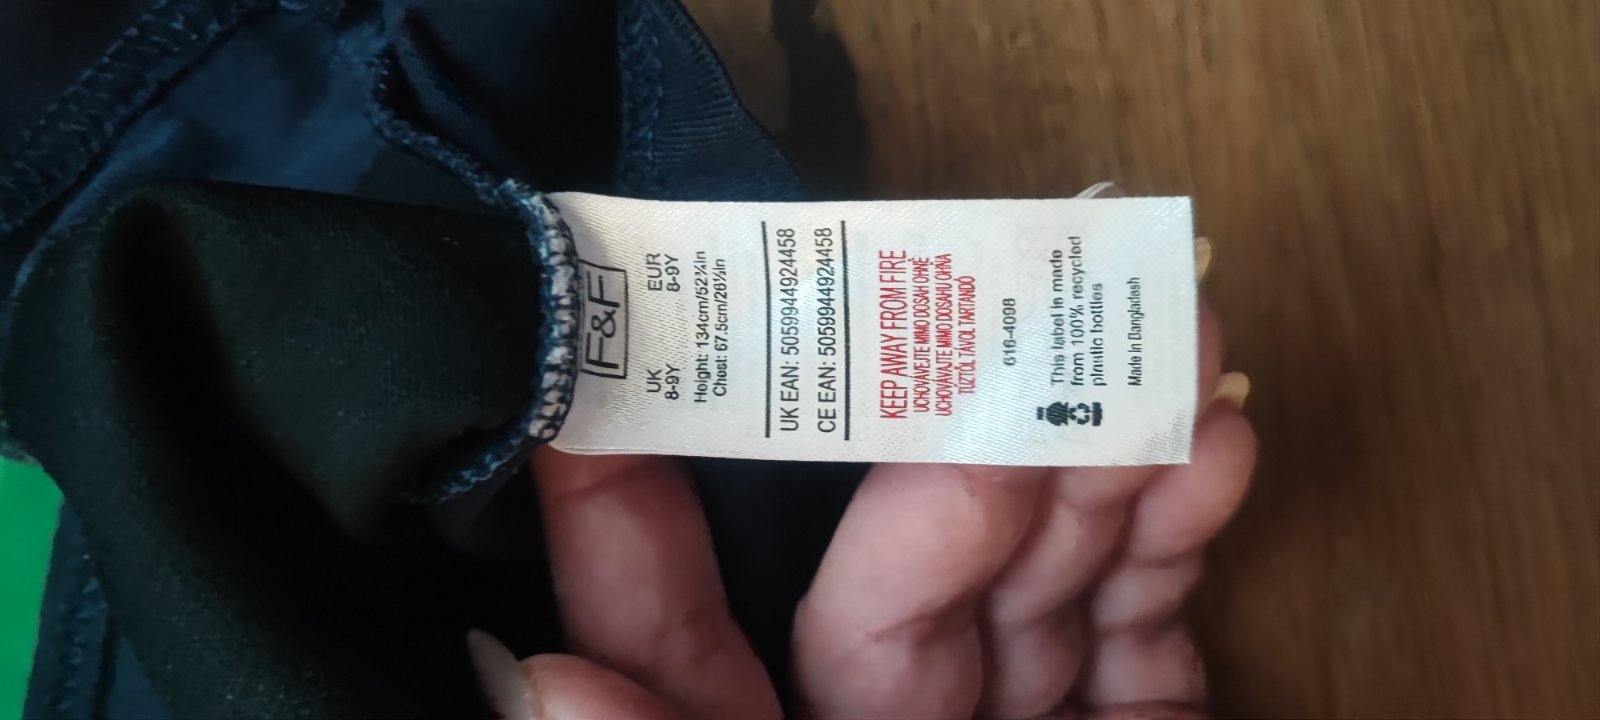 F&F
UK EUR
8-9Y 8-9Y
Height: 134cm/52¾in
Chest: 67.5cm/26½in
UK EAN: 5059944924458
CE EAN: 5059944924458
KEEP AWAY FROM FIRE
UCHOVÁVEJTE MIMO DOSAH OHNĚ
UCHOVÁVAJTE MIMO DOSAHU OHŇA
TŰZTŐL TÁVOL TARTANDÓ
616-4098
This label is made
from 100% recycled
plastic bottles
Made in Bangladesh